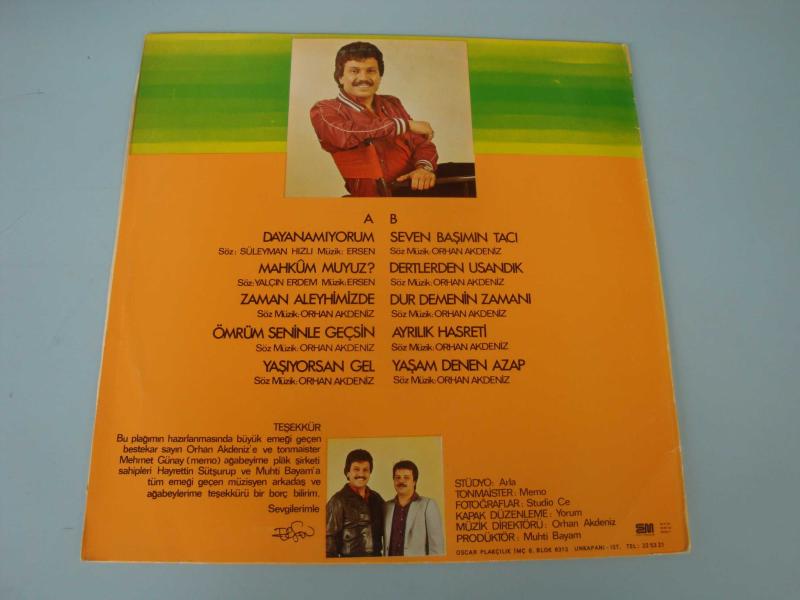 A B
DAYANAMIYORUM
Söz: SÜLEYMAN HIZLI Müzik: ERSEN
MAHKÛM MUYUZ?
Söz: YALÇIN ERDEM Müzik: ERSEN
ZAMAN ALEYHİMİZDE
Söz Müzik: ORHAN AKDENİZ
ÖMRÜM SENİNLE GEÇSİN
Söz Müzik: ORHAN AKDENİZ
YAŞIYORSAN GEL
Söz Müzik: ORHAN AKDENİZ
SEVEN BAŞIMIN TACI
Söz Müzik: ORHAN AKDENİZ
DERTLERDEN USANDIK
Söz Müzik: ORHAN AKDENİZ
DUR DEMENİN ZAMANI
Söz Müzik: ORHAN AKDENİZ
AYRILIK HASRETİ
Söz Müzik: ORHAN AKDENİZ
YAŞAM DENEN AZAP
Söz Müzik: ORHAN AKDENİZ
TEŞEKKÜR
Bu plağımın hazırlanmasında büyük emeği geçen
bestekar sayın Orhan Akdeniz'e ve tonmaister
Mehmet Günay (memo) ağabeyime plâk şirketi
sahipleri Hayrettin Sütşurup ve Muhti Bayam'a
tüm emeği geçen müzisyen arkadaş ve
ağabeylerime teşekkürü bir borç bilirim.
Sevgilerimle
STÜDYO: Arla
TONMAISTER: Memo
FOTOĞRAFLAR: Studio Ce
KAPAK DÜZENLEME: Yorum
MÜZİK DİREKTÖRÜ: Orhan Akdeniz
PRODÜKTÖR: Muhti Bayam
OSCAR PLAKÇILIK İMÇ 6. BLOK 6313 UNKAPANI-IST. TEL: 22 53 21